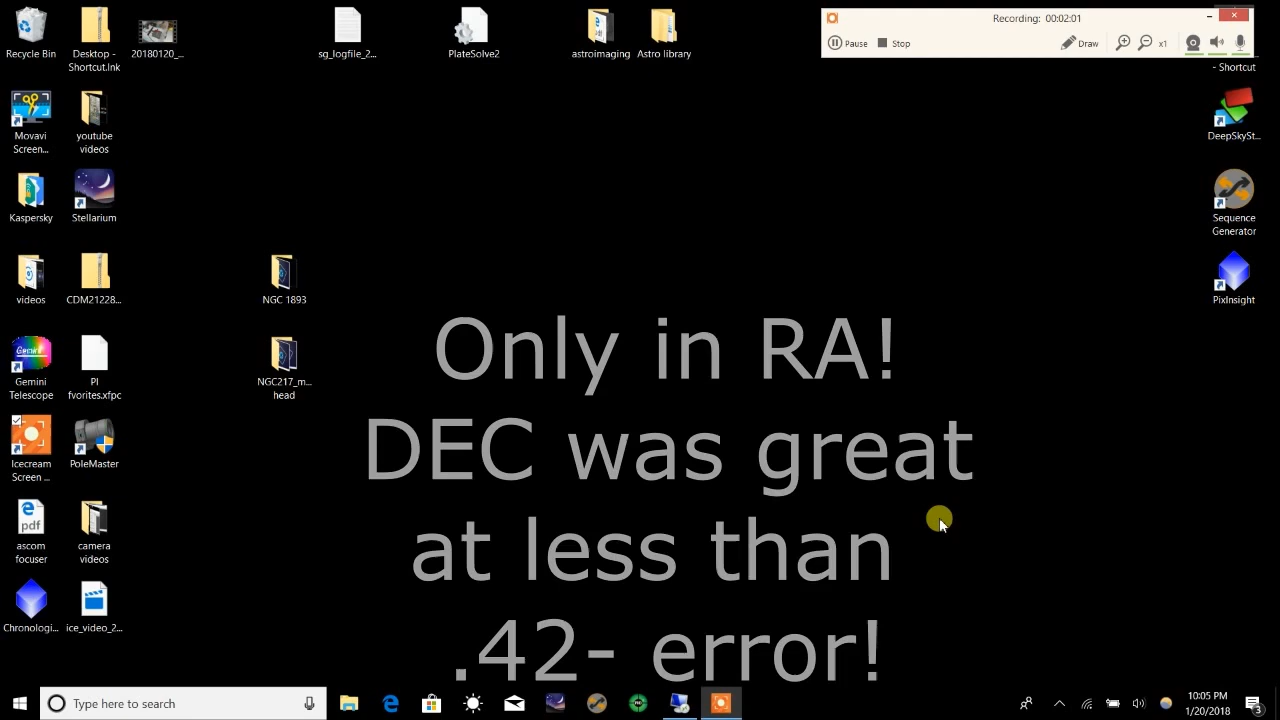 Recording: 00:02:01
Pause
Stop
Draw
x1
Recycle Bin
Desktop -
Shortcut.lnk
20180120_...
sg_logfile_2...
PlateSolve2
astroimaging
Astro library
- Shortcut
Movavi
Screen...
youtube
videos
DeepSkySt...
Kaspersky
Stellarium
Sequence
Generator
videos
CDM21228...
NGC 1893
PixInsight
Gemini
Gemini
Telescope
PI
fvorites.xfpc
NGC217_m...
head
Only in RA!
DEC was great
at less than
.42- error!
Icecream
Screen ...
PoleMaster
pdf
ascom
focuser
camera
videos
Chronologi...
ice_video_2...
Type here to search
10:05 PM
1/20/2018
3